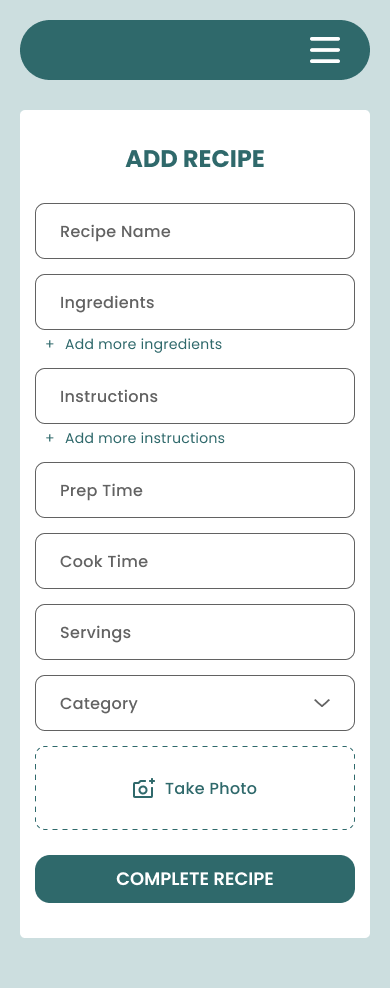 ADD RECIPE
Recipe Name
Ingredients
+ Add more ingredients
Instructions
+ Add more instructions
Prep Time
Cook Time
Servings
Category
Take Photo
COMPLETE RECIPE